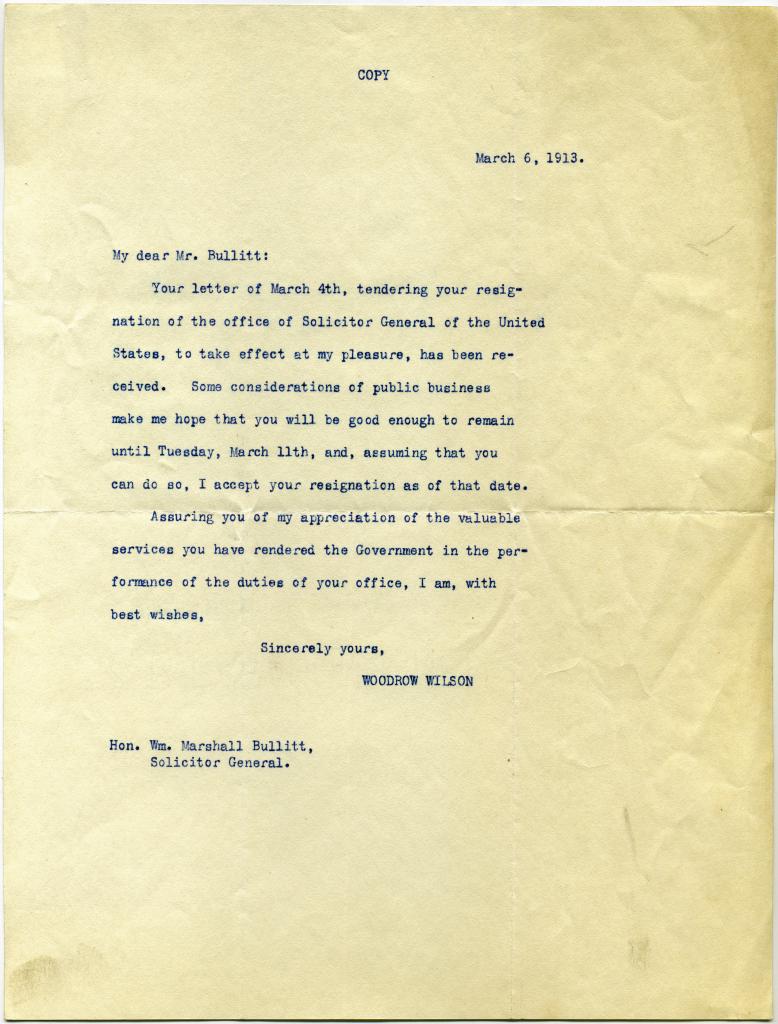 COPY
March 6, 1913.
My dear Mr. Bullitt:
Your letter of March 4th, tendering your resig-
nation of the office of Solicitor General of the United
States, to take effect at my pleasure, has been re-
ceived. Some considerations of public business
make me hope that you will be good enough to remain
until Tuesday, March 11th, and, assuming that you
can do so, I accept your resignation as of that date.
Assuring you of my appreciation of the valuable
services you have rendered the Government in the per-
formance of the duties of your office, I am, with
best wishes,
Sincerely yours,
WOODROW WILSON
Hon. Wm. Marshall Bullitt,
Solicitor General.